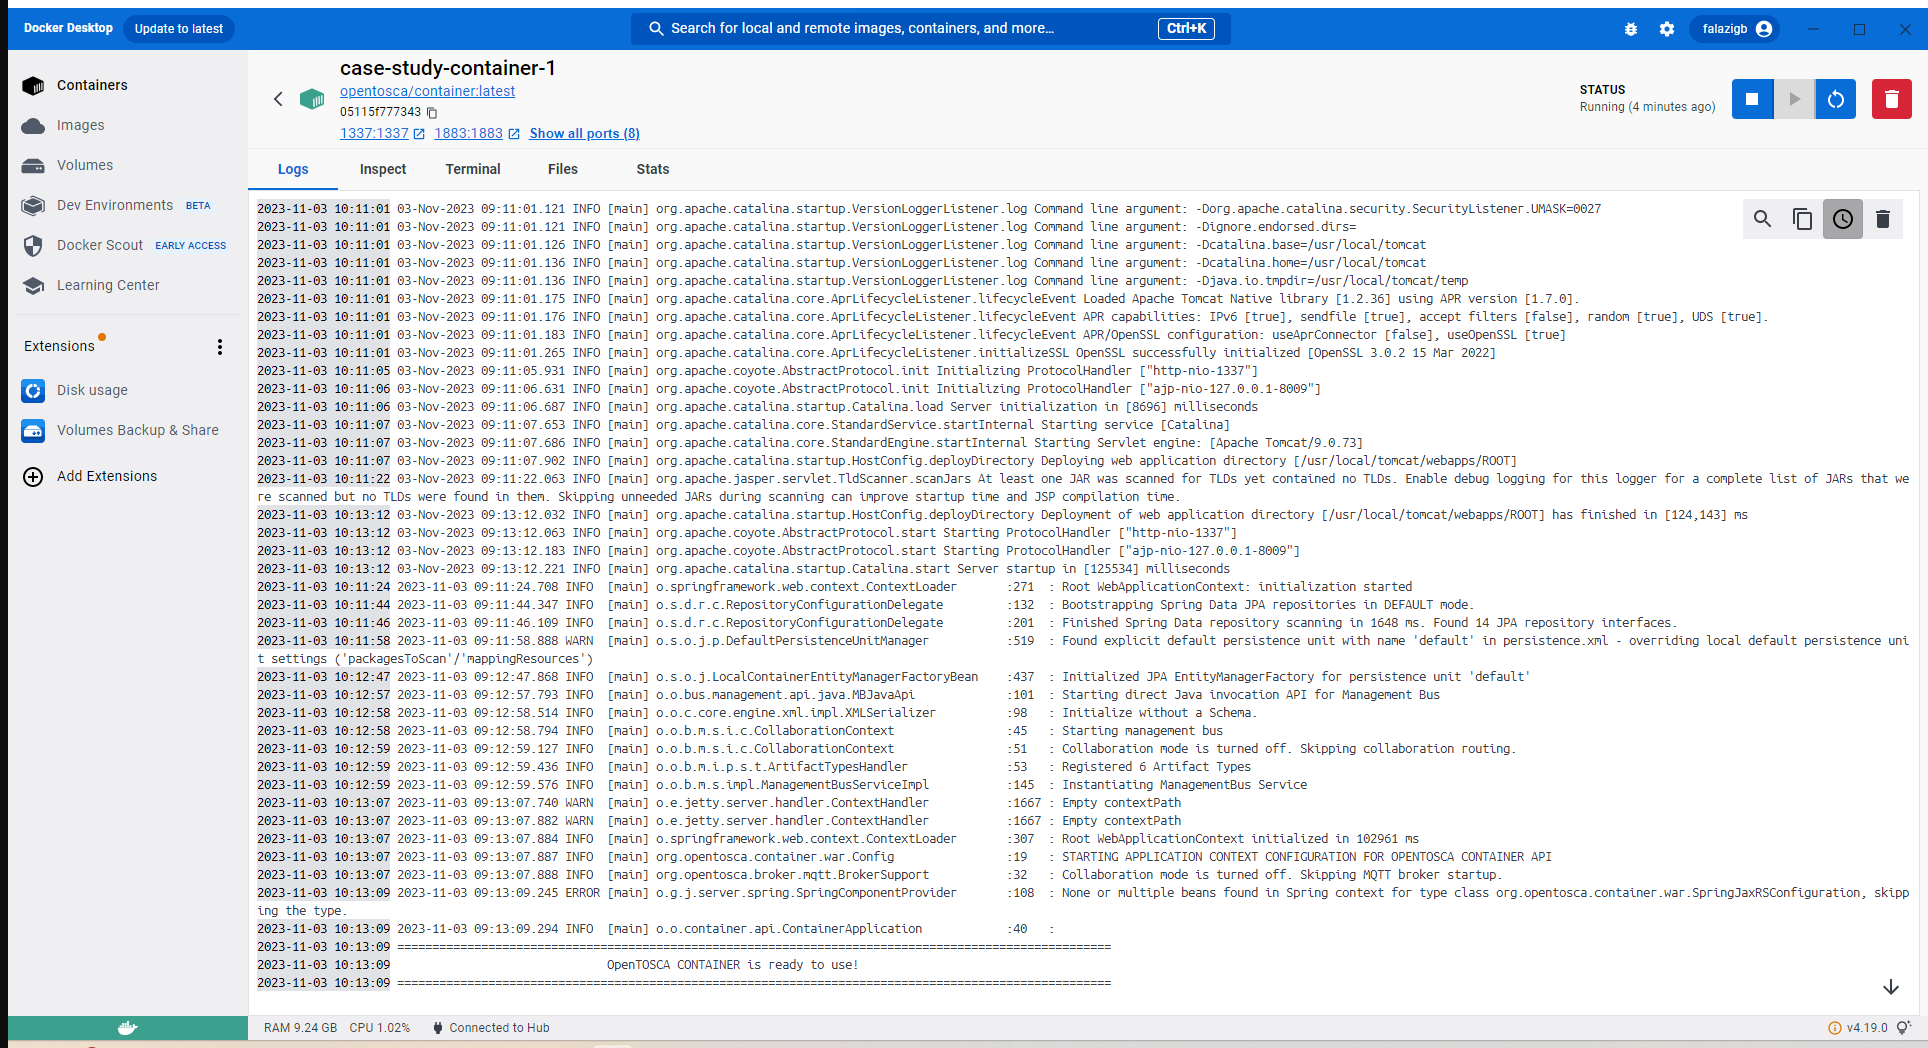 Docker Desktop
Update to latest
Search for local and remote images, containers, and more...
Ctrl+K
falazigb
Containers
Images
Volumes
Dev Environments BETA
Docker Scout EARLY ACCESS
Learning Center
Extensions
Disk usage
Volumes Backup & Share
Add Extensions
case-study-container-1
opentosca/container:latest
05115f777343
1337:1337 1883:1883 Show all ports (8)
STATUS
Running (4 minutes ago)
Logs Inspect Terminal Files Stats
2023-11-03 10:11:01 03-Nov-2023 09:11:01.121 INFO [main] org.apache.catalina.startup.VersionLoggerListener.log Command line argument: -Dorg.apache.catalina.security.SecurityListener.UMASK=0027
2023-11-03 10:11:01 03-Nov-2023 09:11:01.121 INFO [main] org.apache.catalina.startup.VersionLoggerListener.log Command line argument: -Dignore.endorsed.dirs=
2023-11-03 10:11:01 03-Nov-2023 09:11:01.126 INFO [main] org.apache.catalina.startup.VersionLoggerListener.log Command line argument: -Dcatalina.base=/usr/local/tomcat
2023-11-03 10:11:01 03-Nov-2023 09:11:01.136 INFO [main] org.apache.catalina.startup.VersionLoggerListener.log Command line argument: -Dcatalina.home=/usr/local/tomcat
2023-11-03 10:11:01 03-Nov-2023 09:11:01.136 INFO [main] org.apache.catalina.startup.VersionLoggerListener.log Command line argument: -Djava.io.tmpdir=/usr/local/tomcat/temp
2023-11-03 10:11:01 03-Nov-2023 09:11:01.175 INFO [main] org.apache.catalina.core.AprLifecycleListener.lifecycleEvent Loaded Apache Tomcat Native library [1.2.36] using APR version [1.7.0].
2023-11-03 10:11:01 03-Nov-2023 09:11:01.176 INFO [main] org.apache.catalina.core.AprLifecycleListener.lifecycleEvent APR capabilities: IPv6 [true], sendfile [true], accept filters [false], random [true], UDS [true].
2023-11-03 10:11:01 03-Nov-2023 09:11:01.183 INFO [main] org.apache.catalina.core.AprLifecycleListener.lifecycleEvent APR/OpenSSL configuration: useAprConnector [false], useOpenSSL [true]
2023-11-03 10:11:01 03-Nov-2023 09:11:01.265 INFO [main] org.apache.catalina.core.AprLifecycleListener.initializeSSL OpenSSL successfully initialized [OpenSSL 3.0.2 15 Mar 2022]
2023-11-03 10:11:05 03-Nov-2023 09:11:05.931 INFO [main] org.apache.coyote.AbstractProtocol.init Initializing ProtocolHandler ["http-nio-1337"]
2023-11-03 10:11:06 03-Nov-2023 09:11:06.631 INFO [main] org.apache.coyote.AbstractProtocol.init Initializing ProtocolHandler ["ajp-nio-127.0.0.1-8009"]
2023-11-03 10:11:06 03-Nov-2023 09:11:06.687 INFO [main] org.apache.catalina.startup.Catalina.load Server initialization in [8696] milliseconds
2023-11-03 10:11:07 03-Nov-2023 09:11:07.653 INFO [main] org.apache.catalina.core.StandardService.startInternal Starting service [Catalina]
2023-11-03 10:11:07 03-Nov-2023 09:11:07.686 INFO [main] org.apache.catalina.core.StandardEngine.startInternal Starting Servlet engine: [Apache Tomcat/9.0.73]
2023-11-03 10:11:07 03-Nov-2023 09:11:07.902 INFO [main] org.apache.catalina.startup.HostConfig.deployDirectory Deploying web application directory [/usr/local/tomcat/webapps/ROOT]
2023-11-03 10:11:22 03-Nov-2023 09:11:22.063 INFO [main] org.apache.jasper.servlet.TldScanner.scanJars At least one JAR was scanned for TLDs yet contained no TLDs. Enable debug logging for this logger for a complete list of JARs that we
re scanned but no TLDs were found in them. Skipping unneeded JARs during scanning can improve startup time and JSP compilation time.
2023-11-03 10:13:12 03-Nov-2023 09:13:12.032 INFO [main] org.apache.catalina.startup.HostConfig.deployDirectory Deployment of web application directory [/usr/local/tomcat/webapps/ROOT] has finished in [124,143] ms
2023-11-03 10:13:12 03-Nov-2023 09:13:12.063 INFO [main] org.apache.coyote.AbstractProtocol.start Starting ProtocolHandler ["http-nio-1337"]
2023-11-03 10:13:12 03-Nov-2023 09:13:12.183 INFO [main] org.apache.coyote.AbstractProtocol.start Starting ProtocolHandler ["ajp-nio-127.0.0.1-8009"]
2023-11-03 10:13:12 03-Nov-2023 09:13:12.221 INFO [main] org.apache.catalina.startup.Catalina.start Server startup in [125534] milliseconds
2023-11-03 10:11:24 2023-11-03 09:11:24.708 INFO [main] o.springframework.web.context.ContextLoader :271 : Root WebApplicationContext: initialization started
2023-11-03 10:11:44 2023-11-03 09:11:44.347 INFO [main] o.s.d.r.c.RepositoryConfigurationDelegate :132 : Bootstrapping Spring Data JPA repositories in DEFAULT mode.
2023-11-03 10:11:46 2023-11-03 09:11:46.109 INFO [main] o.s.d.r.c.RepositoryConfigurationDelegate :201 : Finished Spring Data repository scanning in 1648 ms. Found 14 JPA repository interfaces.
2023-11-03 10:11:58 2023-11-03 09:11:58.888 WARN [main] o.s.o.j.p.DefaultPersistenceUnitManager :519 : Found explicit default persistence unit with name 'default' in persistence.xml - overriding local default persistence uni
t settings ('packagesToScan'/'mappingResources')
2023-11-03 10:12:47 2023-11-03 09:12:47.868 INFO [main] o.s.o.j.LocalContainerEntityManagerFactoryBean :437 : Initialized JPA EntityManagerFactory for persistence unit 'default'
2023-11-03 10:12:57 2023-11-03 09:12:57.793 INFO [main] o.o.bus.management.api.java.MBJavaApi :101 : Starting direct Java invocation API for Management Bus
2023-11-03 10:12:58 2023-11-03 09:12:58.514 INFO [main] o.o.c.core.engine.xml.impl.XMLSerializer :98 : Initialize without a Schema.
2023-11-03 10:12:58 2023-11-03 09:12:58.794 INFO [main] o.o.b.m.s.i.c.CollaborationContext :45 : Starting management bus
2023-11-03 10:12:59 2023-11-03 09:12:59.127 INFO [main] o.o.b.m.s.i.c.CollaborationContext :51 : Collaboration mode is turned off. Skipping collaboration routing.
2023-11-03 10:12:59 2023-11-03 09:12:59.436 INFO [main] o.o.b.m.i.p.s.t.ArtifactTypesHandler :53 : Registered 6 Artifact Types
2023-11-03 10:12:59 2023-11-03 09:12:59.576 INFO [main] o.o.b.m.s.impl.ManagementBusServiceImpl :145 : Instantiating ManagementBus Service
2023-11-03 10:13:07 2023-11-03 09:13:07.740 WARN [main] o.e.jetty.server.handler.ContextHandler :1667 : Empty contextPath
2023-11-03 10:13:07 2023-11-03 09:13:07.882 WARN [main] o.e.jetty.server.handler.ContextHandler :1667 : Empty contextPath
2023-11-03 10:13:07 2023-11-03 09:13:07.884 INFO [main] o.springframework.web.context.ContextLoader :307 : Root WebApplicationContext initialized in 102961 ms
2023-11-03 10:13:07 2023-11-03 09:13:07.887 INFO [main] org.opentosca.container.war.Config :19 : STARTING APPLICATION CONTEXT CONFIGURATION FOR OPENTOSCA CONTAINER API
2023-11-03 10:13:07 2023-11-03 09:13:07.888 INFO [main] org.opentosca.broker.mqtt.BrokerSupport :32 : Collaboration mode is turned off. Skipping MQTT broker startup.
2023-11-03 10:13:09 2023-11-03 09:13:09.245 ERROR [main] o.g.j.server.spring.SpringComponentProvider :108 : None or multiple beans found in Spring context for type class org.opentosca.container.war.SpringJaxRSConfiguration, skipp
ing the type.
2023-11-03 10:13:09 2023-11-03 09:13:09.294 INFO [main] o.o.container.api.ContainerApplication :40 :
2023-11-03 10:13:09 ======================================================================================================
2023-11-03 10:13:09 OpenTOSCA CONTAINER is ready to use!
2023-11-03 10:13:09 ======================================================================================================
RAM 9.24 GB CPU 1.02% Connected to Hub
v4.19.0